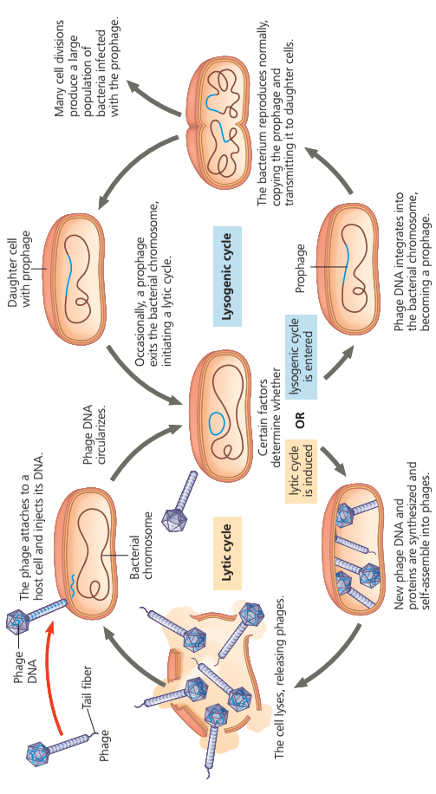 Phage
DNA
The phage attaches to a
host cell and injects its DNA.
Tail fiber
Phage
Bacterial
chromosome
Phage DNA
circularizes.
Daughter cell
with prophage
Many cell divisions
produce a large
population of
bacteria infected
with the prophage.
Occasionally, a prophage
exits the bacterial chromosome,
initiating a lytic cycle.
Lytic cycle
Lysogenic cycle
The cell lyses, releasing phages.
Certain factors
determine whether
lytic cycle
is induced
OR
lysogenic cycle
is entered
Prophage
The bacterium reproduces normally,
copying the prophage and
transmitting it to daughter cells.
New phage DNA and
proteins are synthesized and
self-assemble into phages.
Phage DNA integrates into
the bacterial chromosome,
becoming a prophage.